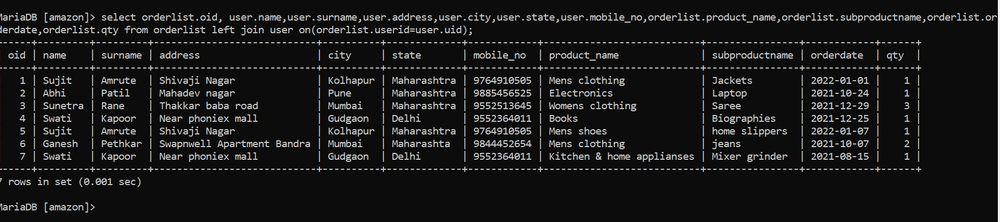 MariaDB [amazon]> select orderlist.oid, user.name,user.surname,user.address,user.city,user.state,user.mobile_no,orderlist.product_name,orderlist.subproductname,orderlist.or
derdate,orderlist.qty from orderlist left join user on(orderlist.userid=user.uid);
------+---------+----------+--------------------------+----------+-------------+------------+---------------------------+----------------+------------+------+
oid | name | surname | address | city | state | mobile_no | product_name | subproductname | orderdate | qty |
------+---------+----------+--------------------------+----------+-------------+------------+---------------------------+----------------+------------+------+
1 | Sujit | Amrute | Shivaji Nagar | Kolhapur | Maharashtra | 9764910505 | Mens clothing | Jackets | 2022-01-01 | 1 |
2 | Abhi | Patil | Mahadev nagar | Pune | Maharashtra | 9885456525 | Electronics | Laptop | 2021-10-24 | 1 |
3 | Sunetra | Rane | Thakkar baba road | Mumbai | Maharashtra | 9552513645 | Womens clothing | Saree | 2021-12-29 | 3 |
4 | Swati | Kapoor | Near phoniex mall | Gudgaon | Delhi | 9552364011 | Books | Biographies | 2021-12-25 | 1 |
5 | Sujit | Amrute | Shivaji Nagar | Kolhapur | Maharashtra | 9764910505 | Mens shoes | home slippers | 2022-01-07 | 1 |
6 | Ganesh | Pethkar | Swapnwell Apartment Bandra | Mumbai | Maharashta | 9844452654 | Mens clothing | jeans | 2021-10-07 | 2 |
7 | Swati | Kapoor | Near phoniex mall | Gudgaon | Delhi | 9552364011 | Kitchen & home applianses | Mixer grinder | 2021-08-15 | 1 |
------+---------+----------+--------------------------+----------+-------------+------------+---------------------------+----------------+------------+------+
7 rows in set (0.001 sec)
MariaDB [amazon]>